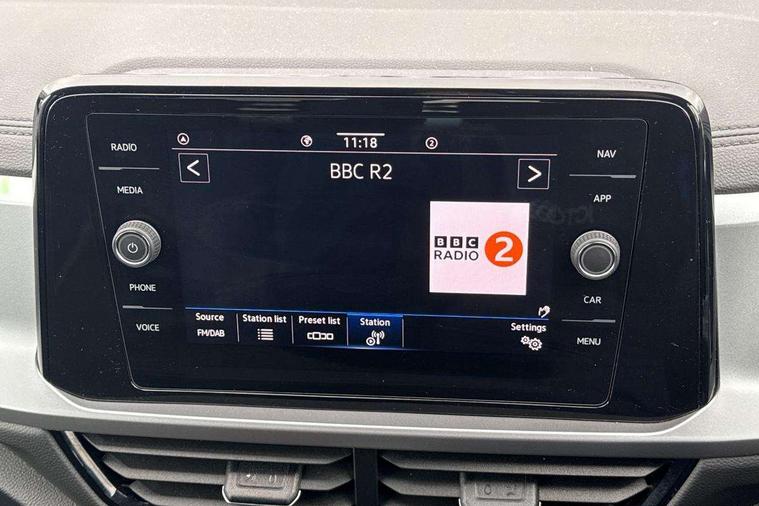 RADIO
MEDIA
PHONE
VOICE
A
11:18
2
BBC R2
BBC
RADIO 2
Source
FM/DAB
Station list
Preset list
Station
Settings
NAV
APP
CAR
MENU